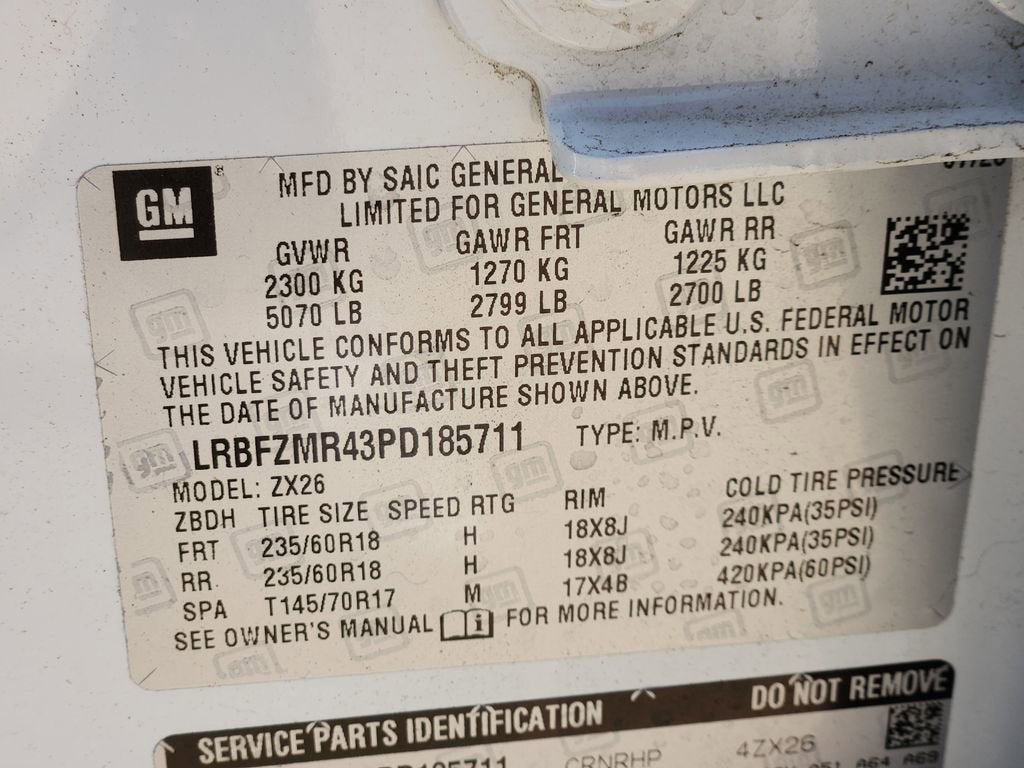 GM
MFD BY SAIC GENERAL
LIMITED FOR GENERAL MOTORS LLC
GVWR GAWR FRT GAWR RR
2300 KG 1270 KG 1225 KG
5070 LB 2799 LB 2700 LB
THIS VEHICLE CONFORMS TO ALL APPLICABLE U.S. FEDERAL MOTOR
VEHICLE SAFETY AND THEFT PREVENTION STANDARDS IN EFFECT ON
THE DATE OF MANUFACTURE SHOWN ABOVE.
LRBFZMR43PD185711 TYPE: M.P.V.
MODEL: ZX26
ZBDH TIRE SIZE SPEED RTG RIM COLD TIRE PRESSURE
FRT 235/60R18 H 18X8J 240KPA(35PSI)
RR 235/60R18 H 18X8J 240KPA(35PSI)
SPA T145/70R17 M 17X4B 420KPA(60PSI)
SEE OWNER'S MANUAL FOR MORE INFORMATION.
SERVICE PARTS IDENTIFICATION DO NOT REMOVE
CRNRHP 4ZX26
A64 A69